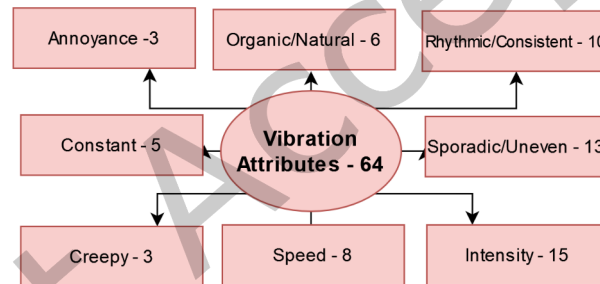 Annoyance -3
Organic/Natural - 6
Rhythmic/Consistent - 10
Constant - 5
Vibration
Attributes - 64
Sporadic/Uneven - 13
Creepy - 3
Speed - 8
Intensity - 15